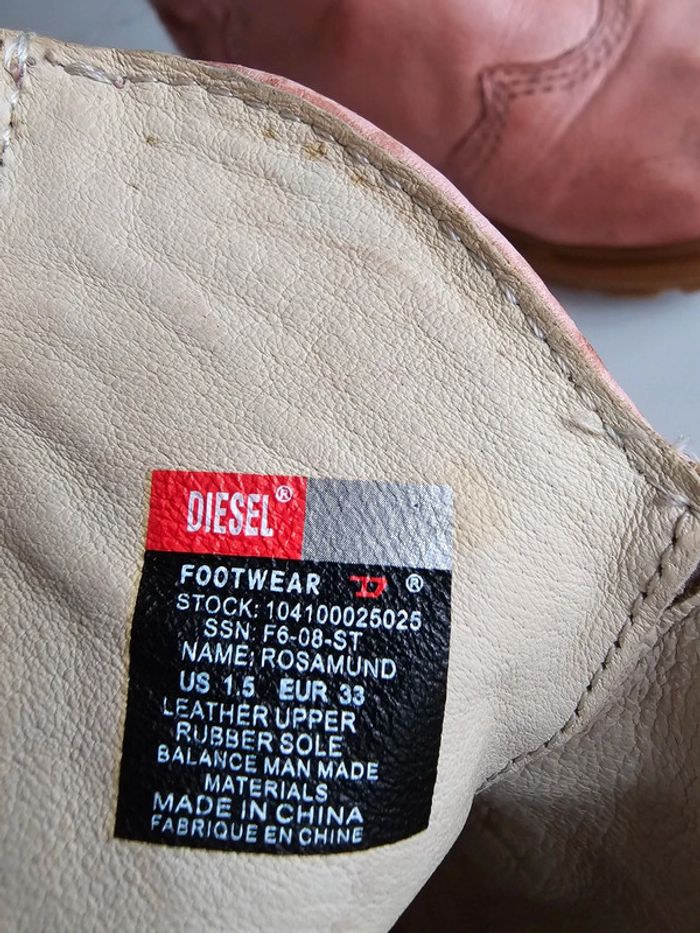 DIESEL®
FOOTWEAR ®
STOCK: 104100025025
SSN: F6-08-ST
NAME: ROSAMUND
US 1.5 EUR 33
LEATHER UPPER
RUBBER SOLE
BALANCE MAN MADE
MATERIALS
MADE IN CHINA
FABRIQUE EN CHINE